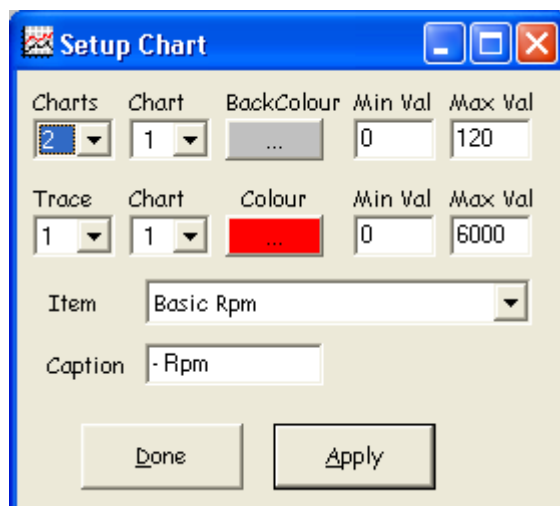 Setup Chart
Charts Chart BackColour Min Val Max Val
2 1 ... 0 120
Trace Chart Colour Min Val Max Val
1 1 ... 0 6000
Item Basic Rpm
Caption - Rpm
Done Apply